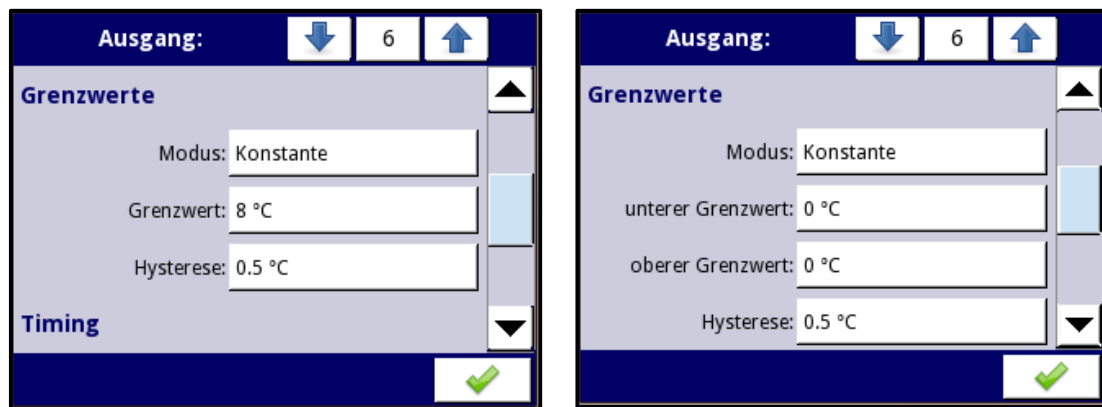 Ausgang: 6
Grenzwerte
Modus: Konstante
Grenzwert: 8 °C
Hysterese: 0.5 °C
Timing
Ausgang: 6
Grenzwerte
Modus: Konstante
unterer Grenzwert: 0 °C
oberer Grenzwert: 0 °C
Hysterese: 0.5 °C